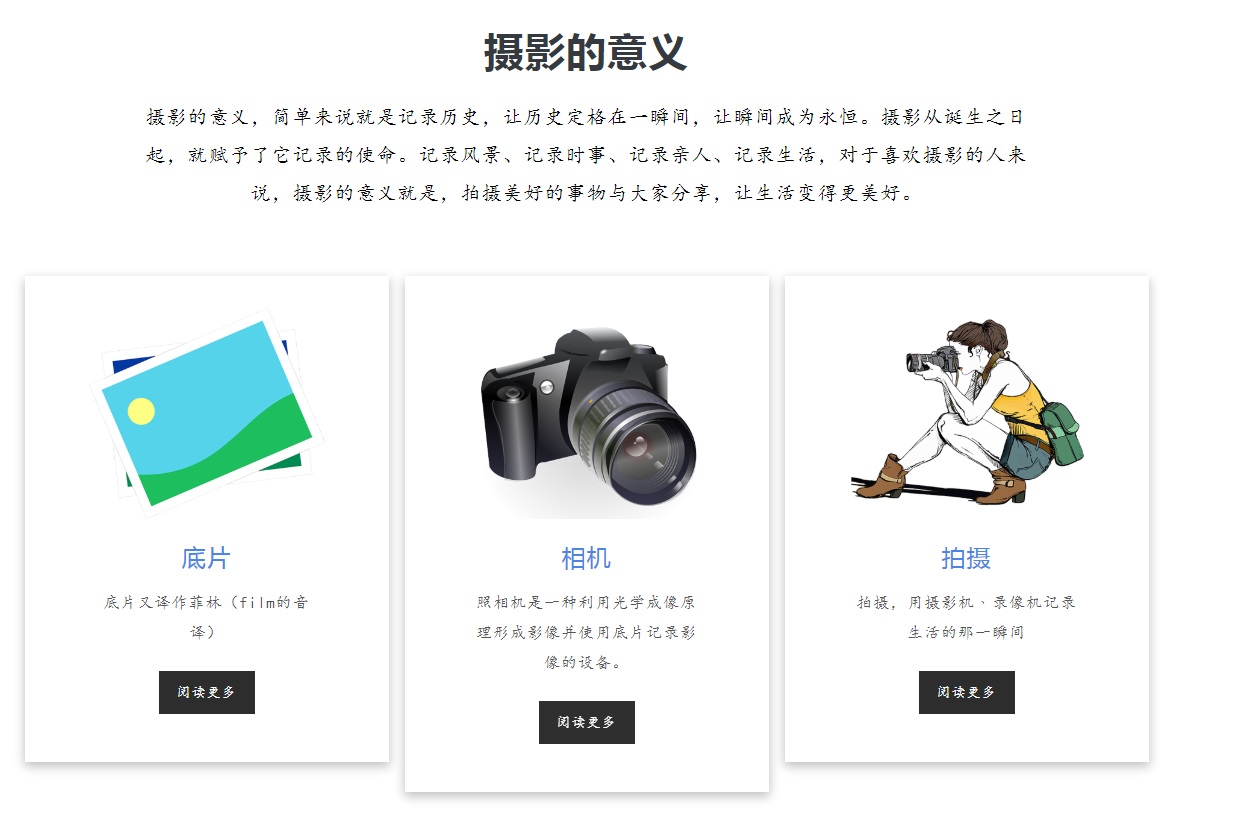 摄影的意义
摄影的意义，简单来说就是记录历史，让历史定格在一瞬间，让瞬间成为永恒。摄影从诞生之日
起，就赋予了它记录的使命。记录风景、记录时事、记录亲人、记录生活，对于喜欢摄影的人来
说，摄影的意义就是，拍摄美好的事物与大家分享，让生活变得更美好。
底片
底片又译作菲林（film的音
译）
阅读更多
相机
照相机是一种利用光学成像原
理形成影像并使用底片记录影
像的设备。
阅读更多
拍摄
拍摄，用摄影机、录像机记录
生活的那一瞬间
阅读更多